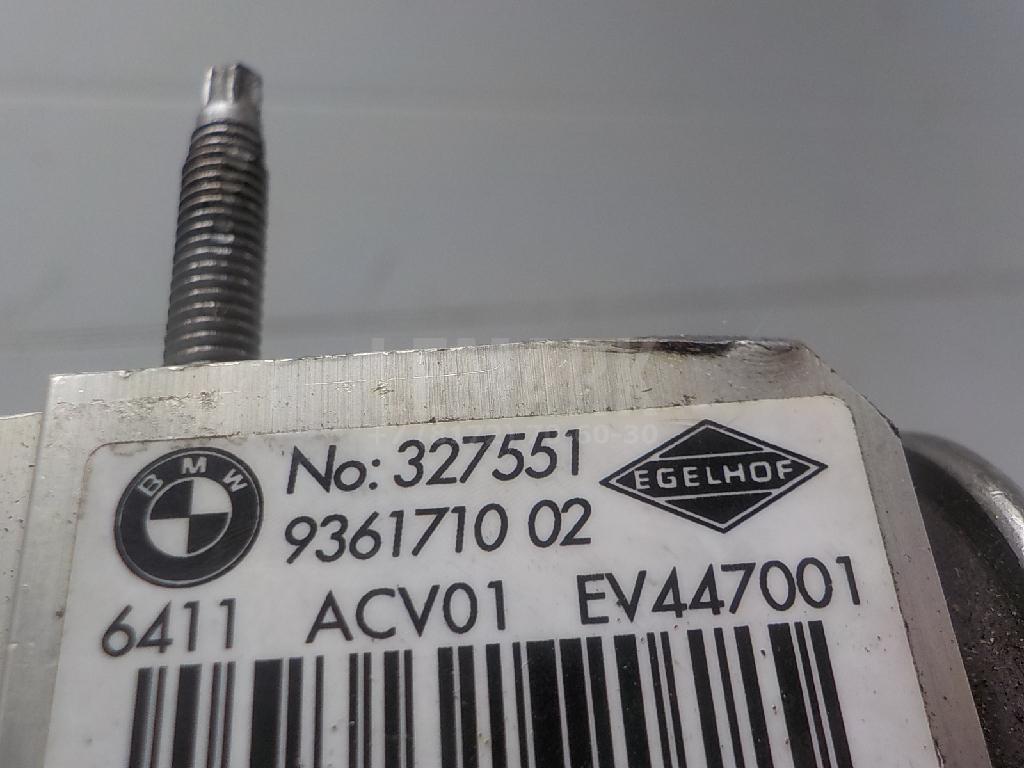 BMW
No: 327551
EGELHOF
9361710 02
6411 ACV01 EV447001